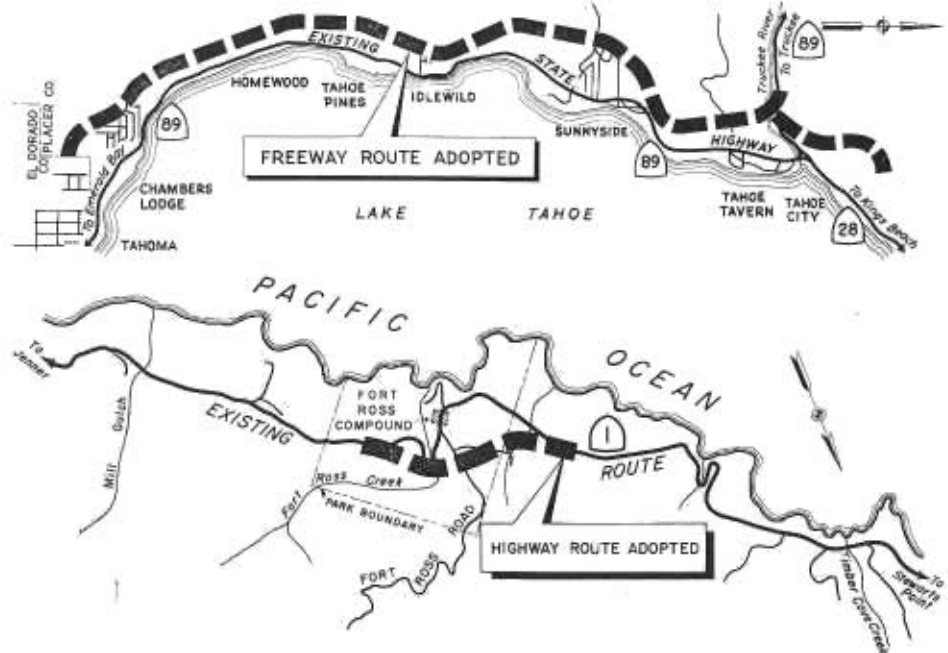 EXISTING
STATE
HIGHWAY
Truckee River
To Truckee
89
EL DORADO CO
PLACER CO
To Emerald Bay
89
HOMEWOOD
TAHOE
PINES
IDLEWILD
SUNNYSIDE
89
FREEWAY ROUTE ADOPTED
CHAMBERS
LODGE
TAHOMA
LAKE TAHOE
TAHOE
TAVERN
TAHOE
CITY
28
To Kings Beach
PACIFIC
OCEAN
To
Jenner
Mill Gulch
EXISTING
ROUTE
1
FORT
ROSS
COMPOUND
Fort Ross Creek
PARK BOUNDARY
FORT ROSS ROAD
HIGHWAY ROUTE ADOPTED
Timber Cove Creek
To
Stewarts
Point